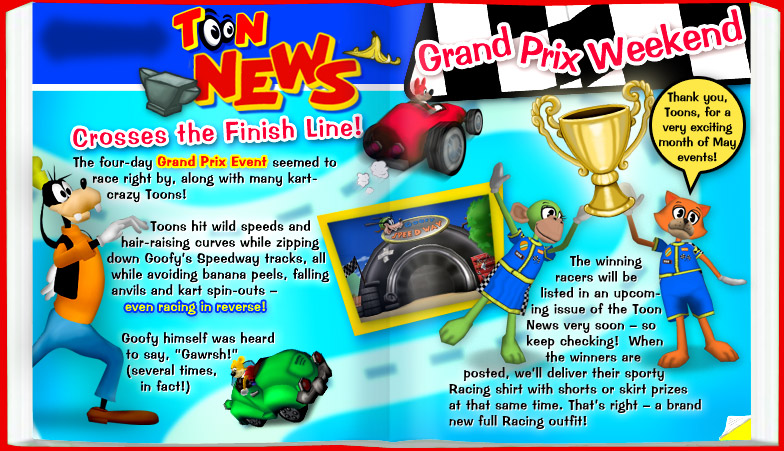 TOON
NEWS
Crosses the Finish Line!
The four-day Grand Prix Event seemed to
race right by, along with many kart-
crazy Toons!
Toons hit wild speeds and
hair-raising curves while zipping
down Goofy's Speedway tracks, all
while avoiding banana peels, falling
anvils and kart spin-outs –
even racing in reverse!
Goofy himself was heard
to say, "Gawrsh!"
(several times,
in fact!)
Grand Prix Weekend
Thank you,
Toons, for a
very exciting
month of May
events!
SPEEDWAY
The winning
racers will be
listed in an upcom-
ing issue of the Toon
News very soon – so
keep checking! When
the winners are
posted, we'll deliver their sporty
Racing shirt with shorts or skirt prizes
at that same time. That's right – a brand
new full Racing outfit!